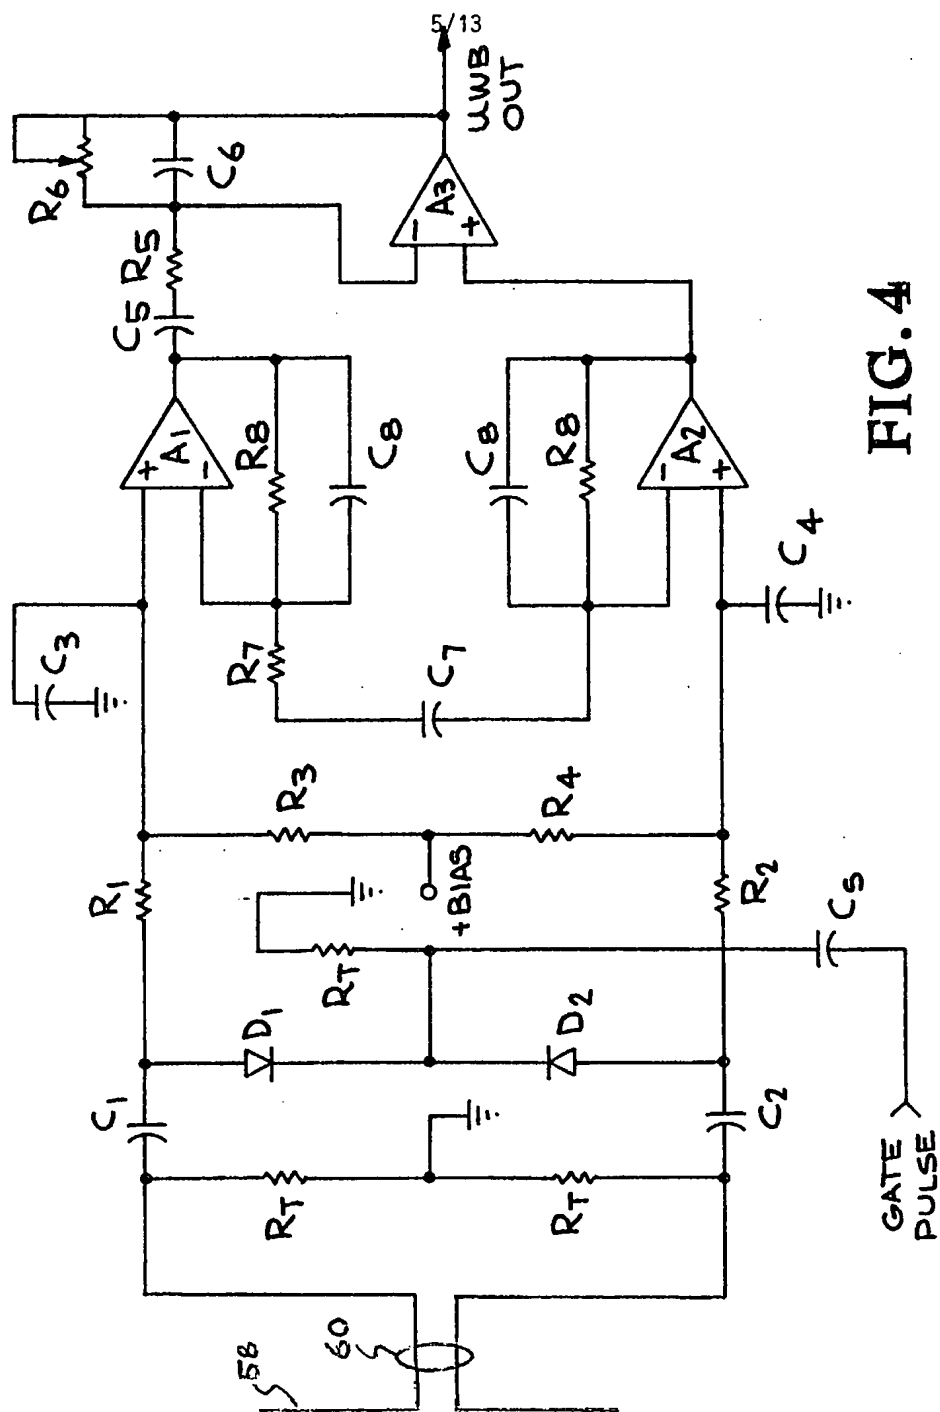 5/13
UWB
OUT
R6
C6
A3
-
+
C5
R5
A1
+
-
R8
C8
C8
R8
A2
-
+
C3
R7
C7
C4
R3
R4
R1
R2
+BIAS
RT
CS
D1
D2
C1
C2
RT
RT
GATE
PULSE
58
60
FIG. 4